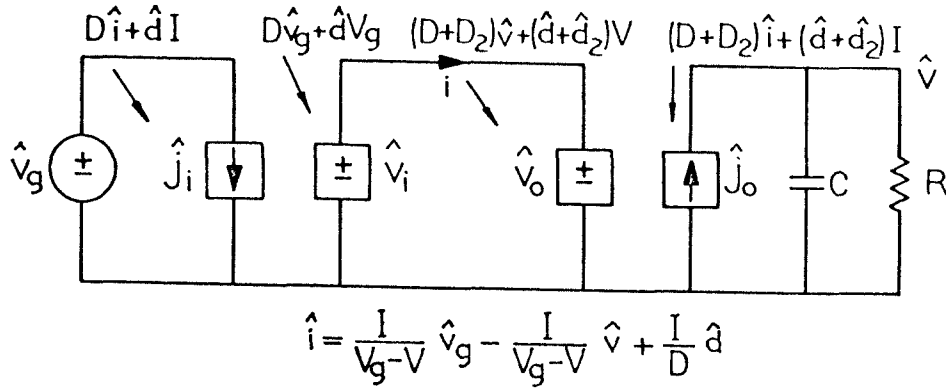 Dî+d̂I
Dv̂g+d̂Vg
(D+D₂)v̂+(d̂+d̂₂)V
(D+D₂)î+(d̂+d̂₂)I
v̂
i
v̂g
±
ĵi
±
v̂i
v̂o
±
ĵo
C
R
î = I/(Vg-V) v̂g - I/(Vg-V) v̂ + I/D d̂